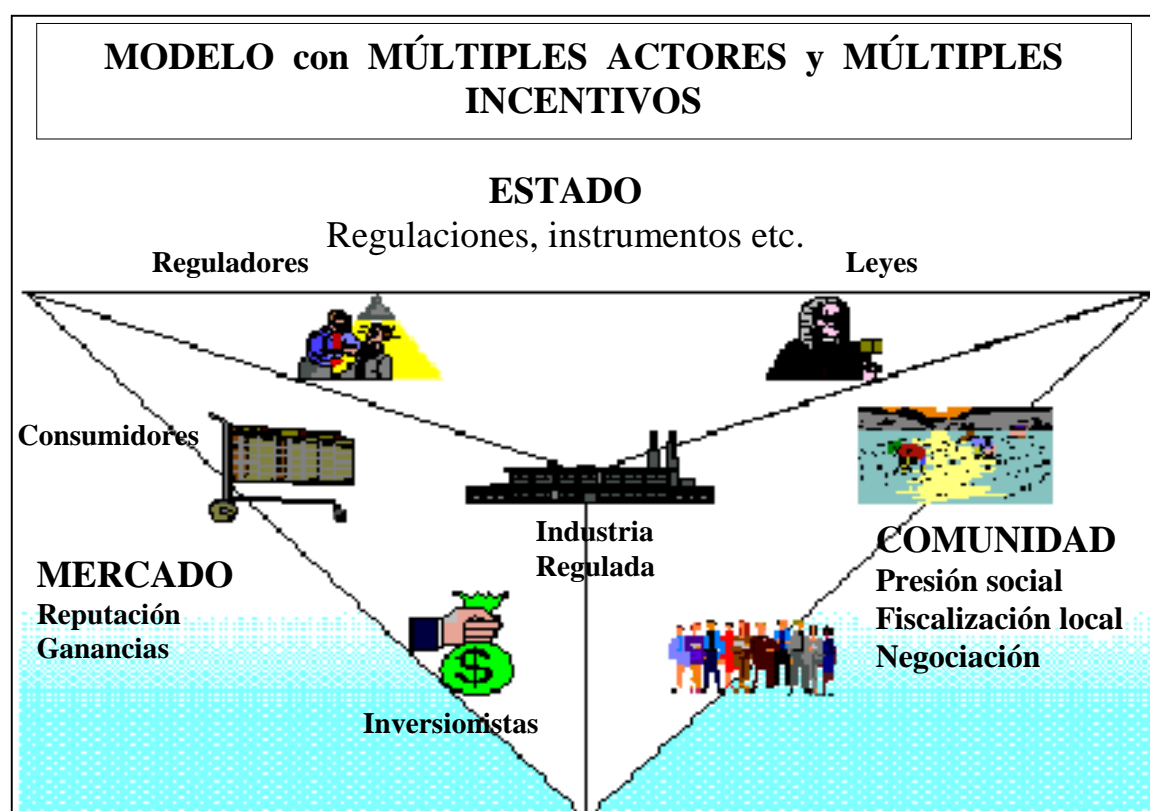 MODELO con MÚLTIPLES ACTORES y MÚLTIPLES
INCENTIVOS
ESTADO
Regulaciones, instrumentos etc.
Reguladores
Leyes
Consumidores
Industria
Regulada
MERCADO
Reputación
Ganancias
COMUNIDAD
Presión social
Fiscalización local
Negociación
$
Inversionistas